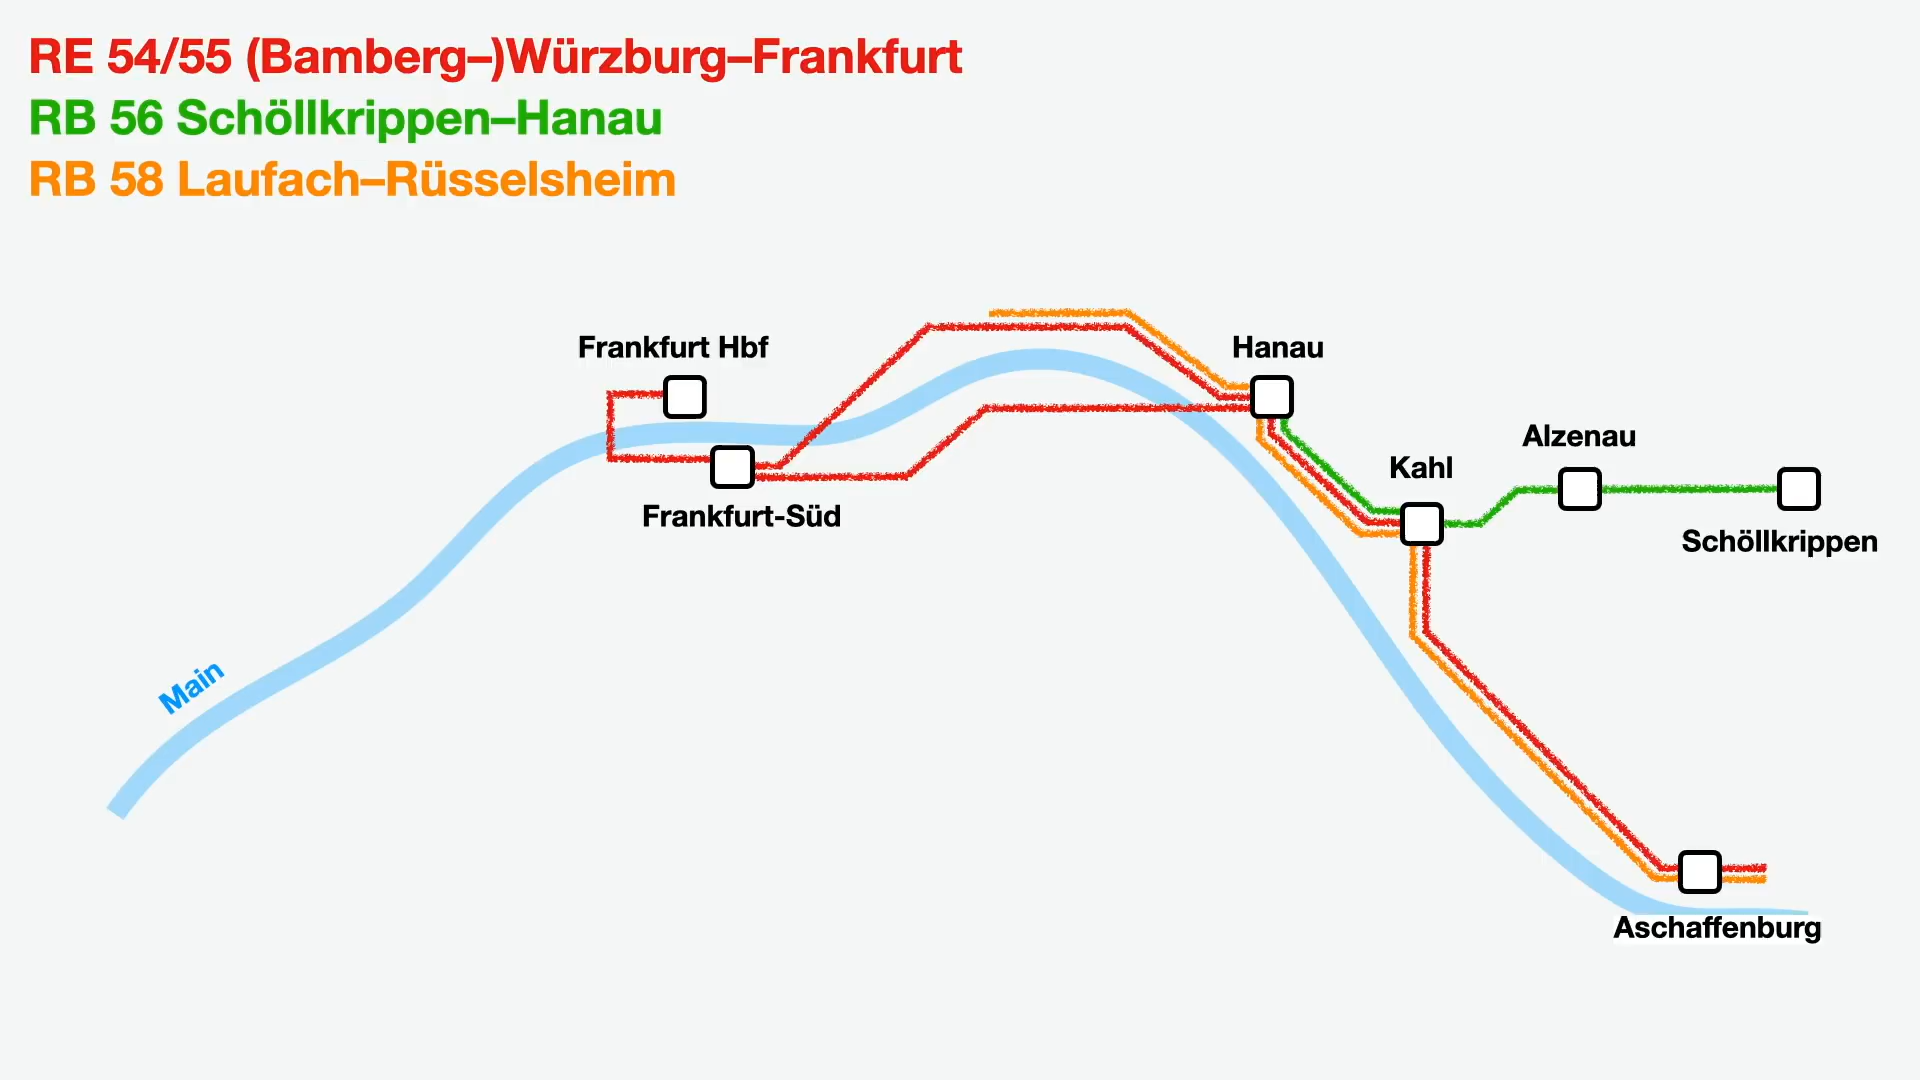 RE 54/55 (Bamberg–)Würzburg–Frankfurt
RB 56 Schöllkrippen–Hanau
RB 58 Laufach–Rüsselsheim
Frankfurt Hbf
Hanau
Alzenau
Kahl
Frankfurt-Süd
Schöllkrippen
Main
Aschaffenburg